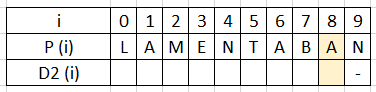 i 0 1 2 3 4 5 6 7 8 9
P (i) L A M E N T A B A N
D2 (i) -